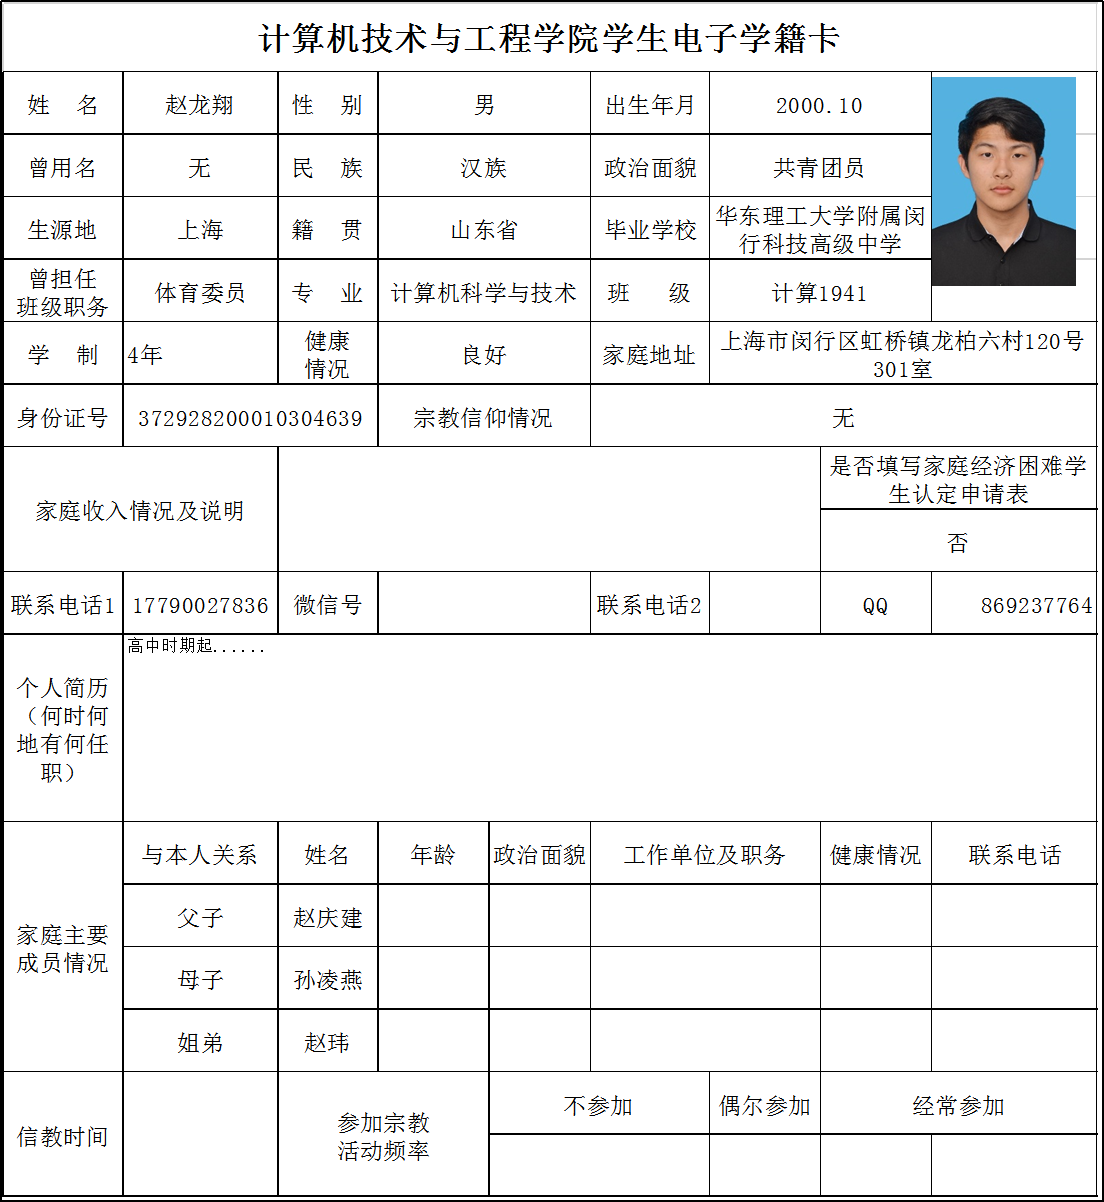 计算机技术与工程学院学生电子学籍卡
姓 名 赵龙翔 性 别 男 出生年月 2000.10
曾用名 无 民 族 汉族 政治面貌 共青团员
生源地 上海 籍 贯 山东省 毕业学校 华东理工大学附属闵
行科技高级中学
曾担任
班级职务 体育委员 专 业 计算机科学与技术 班 级 计算1941
学 制 4年 健康
情况 良好 家庭地址 上海市闵行区虹桥镇龙柏六村120号
301室
身份证号 372928200010304639 宗教信仰情况 无
家庭收入情况及说明 是否填写家庭经济困难学
生认定申请表
否
联系电话1 17790027836 微信号 联系电话2 QQ 869237764
个人简历
（何时何
地有何任
职）
高中时期起......
家庭主要
成员情况
与本人关系 姓名 年龄 政治面貌 工作单位及职务 健康情况 联系电话
父子 赵庆建
母子 孙凌燕
姐弟 赵玮
信教时间 参加宗教
活动频率 不参加 偶尔参加 经常参加